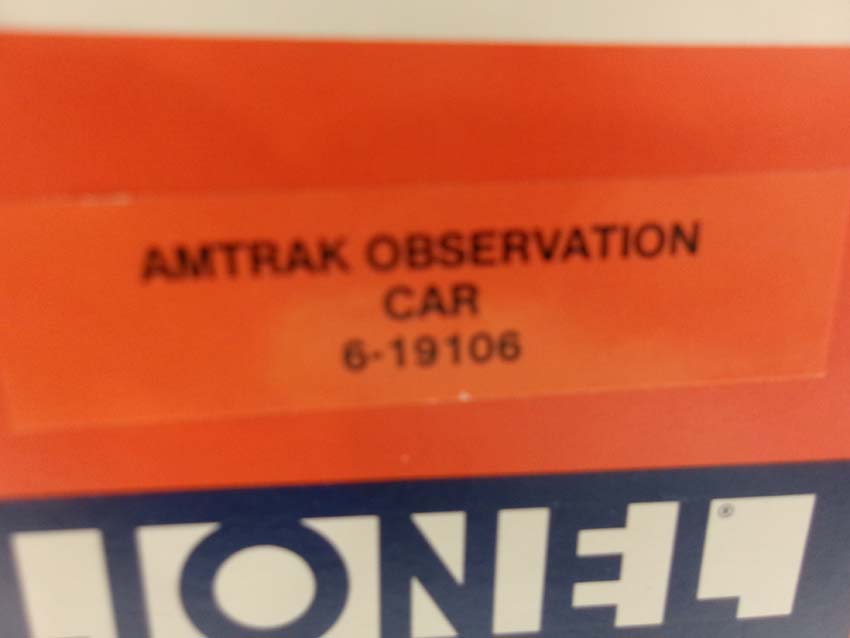 AMTRAK OBSERVATION
CAR
6-19106
LIONEL®